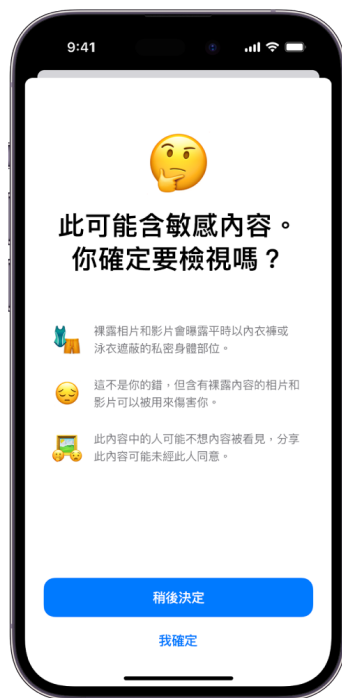 9:41
此可能含敏感內容。
你確定要檢視嗎？
裸露相片和影片會曝露平時以內衣褲或
泳衣遮蔽的私密身體部位。
這不是你的錯，但含有裸露內容的相片和
影片可以被用來傷害你。
此內容中的人可能不想內容被看見，分享
此內容可能未經此人同意。
稍後決定
我確定